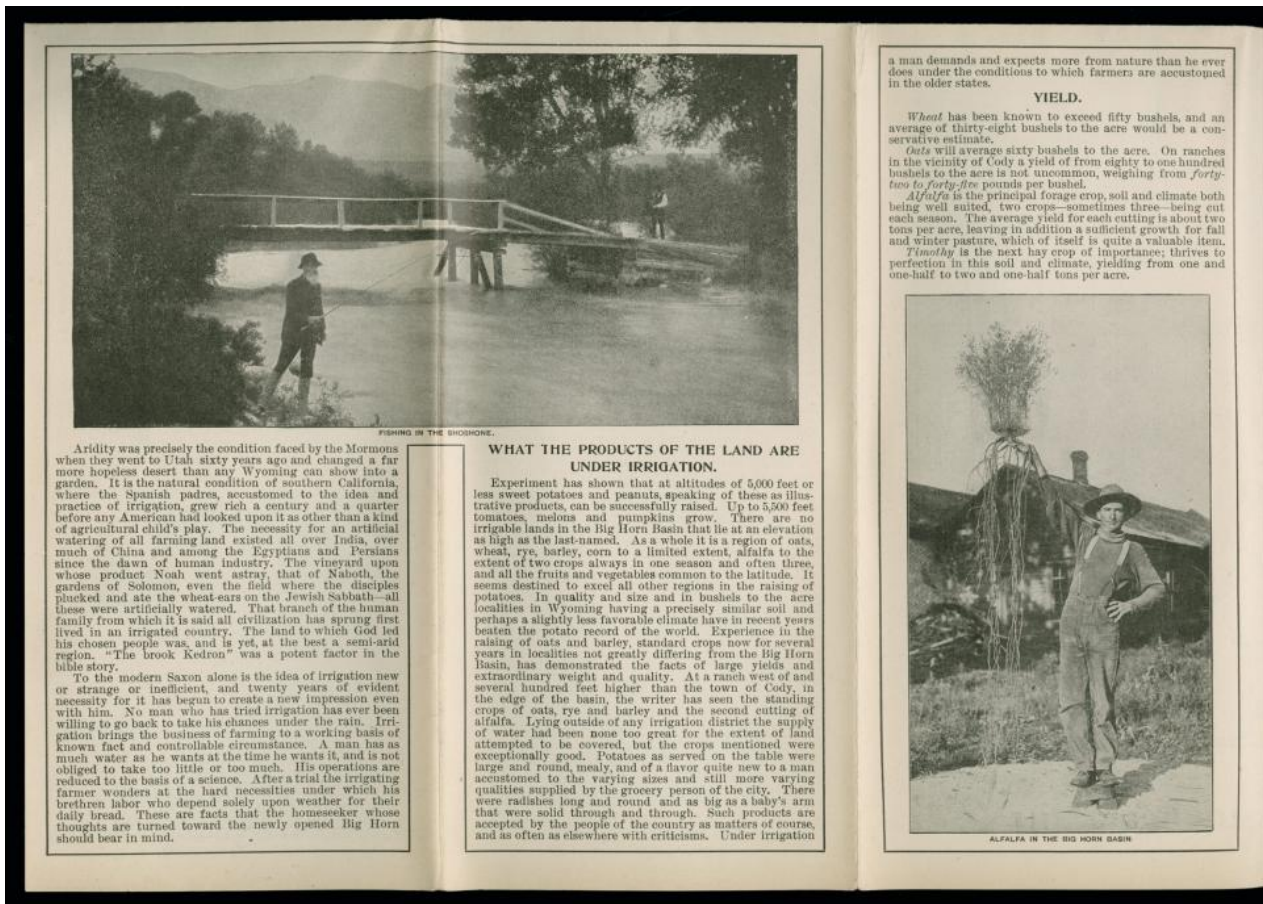 FISHING IN THE SHOSHONE.
Aridity was precisely the condition faced by the Mormons
when they went to Utah sixty years ago and changed a far
more hopeless desert than any Wyoming can show into a
garden. It is the natural condition of southern California,
where the Spanish padres, accustomed to the idea and
practice of irrigation, grew rich a century and a quarter
before any American had looked upon it as other than a kind
of agricultural child's play. The necessity for an artificial
watering of all farming land existed all over India, over
much of China and among the Egyptians and Persians
since the dawn of human industry. The vineyard upon
whose product Noah went astray, that of Naboth, the
gardens of Solomon, even the field where the disciples
plucked and ate the wheat-ears on the Jewish Sabbath—all
these were artificially watered. That branch of the human
family from which it is said all civilization has sprung first
lived in an irrigated country. The land to which God led
his chosen people was, and is yet, at the best a semi-arid
region. "The brook Kedron" was a potent factor in the
bible story.
To the modern Saxon alone is the idea of irrigation new
or strange or inefficient, and twenty years of evident
necessity for it has begun to create a new impression even
with him. No man who has tried irrigation has ever been
willing to go back to take his chances under the rain. Irri-
gation brings the business of farming to a working basis of
known fact and controllable circumstance. A man has as
much water as he wants at the time he wants it, and is not
obliged to take too little or too much. His operations are
reduced to the basis of a science. After a trial the irrigating
farmer wonders at the hard necessities under which his
brethren labor who depend solely upon weather for their
daily bread. These are facts that the homeseeker whose
thoughts are turned toward the newly opened Big Horn
should bear in mind.
WHAT THE PRODUCTS OF THE LAND ARE
UNDER IRRIGATION.
Experiment has shown that at altitudes of 5,000 feet or
less sweet potatoes and peanuts, speaking of these as illus-
trative products, can be successfully raised. Up to 5,500 feet
tomatoes, melons and pumpkins grow. There are no
irrigable lands in the Big Horn Basin that lie at an elevation
as high as the last-named. As a whole it is a region of oats,
wheat, rye, barley, corn to a limited extent, alfalfa to the
extent of two crops always in one season and often three,
and all the fruits and vegetables common to the latitude. It
seems destined to excel all other regions in the raising of
potatoes. In quality and size and in bushels to the acre
localities in Wyoming having a precisely similar soil and
perhaps a slightly less favorable climate have in recent years
beaten the potato record of the world. Experience in the
raising of oats and barley, standard crops now for several
years in localities not greatly differing from the Big Horn
Basin, has demonstrated the facts of large yields and
extraordinary weight and quality. At a ranch west of and
several hundred feet higher than the town of Cody, in
the edge of the basin, the writer has seen the standing
crops of oats, rye and barley and the second cutting of
alfalfa. Lying outside of any irrigation district the supply
of water had been none too great for the extent of land
attempted to be covered, but the crops mentioned were
exceptionally good. Potatoes as served on the table were
large and round, mealy, and of a flavor quite new to a man
accustomed to the varying sizes and still more varying
qualities supplied by the grocery person of the city. There
were radishes long and round and as big as a baby's arm
that were solid through and through. Such products are
accepted by the people of the country as matters of course,
and as often as elsewhere with criticisms. Under irrigation
a man demands and expects more from nature than he ever
does under the conditions to which farmers are accustomed
in the older states.
YIELD.
Wheat has been known to exceed fifty bushels, and an
average of thirty-eight bushels to the acre would be a con-
servative estimate.
Oats will average sixty bushels to the acre. On ranches
in the vicinity of Cody a yield of from eighty to one hundred
bushels to the acre is not uncommon, weighing from forty-
two to forty-five pounds per bushel.
Alfalfa is the principal forage crop, soil and climate both
being well suited, two crops—sometimes three—being cut
each season. The average yield for each cutting is about two
tons per acre, leaving in addition a sufficient growth for fall
and winter pasture, which of itself is quite a valuable item.
Timothy is the next hay crop of importance; thrives to
perfection in this soil and climate, yielding from one and
one-half to two and one-half tons per acre.
ALFALFA IN THE BIG HORN BASIN